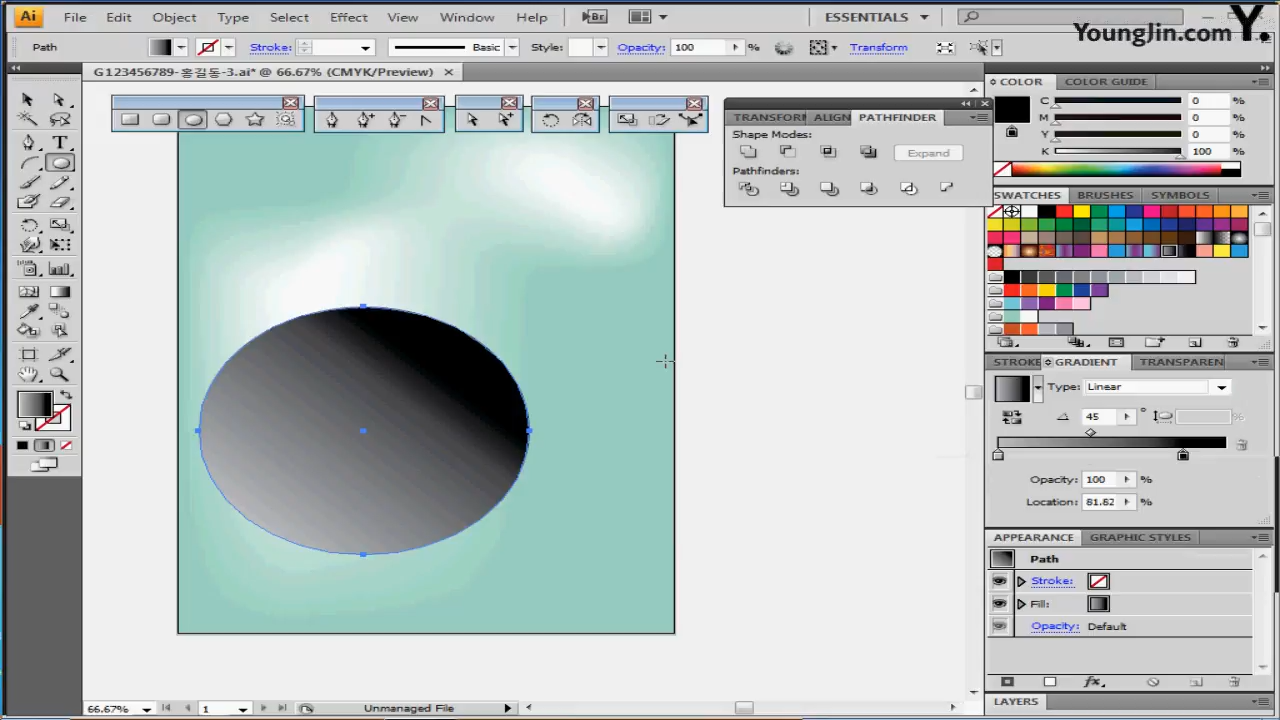 Ai File Edit Object Type Select Effect View Window Help Br ESSENTIALS
YoungJin.com Y.
Path Stroke: Basic Style: Opacity: 100 % Transform
G123456789-홍길동-3.ai* @ 66.67% (CMYK/Preview)
COLOR COLOR GUIDE
C 0 %
M 0 %
Y 0 %
K 100 %
TRANSFORM ALIGN PATHFINDER
Shape Modes:
Expand
Pathfinders:
SWATCHES BRUSHES SYMBOLS
STROKE GRADIENT TRANSPAREN
Type: Linear
45 ° %
Opacity: 100 %
Location: 81.82 %
APPEARANCE GRAPHIC STYLES
Path
Stroke:
Fill:
Opacity: Default
fx
LAYERS
66.67% 1 Unmanaged File